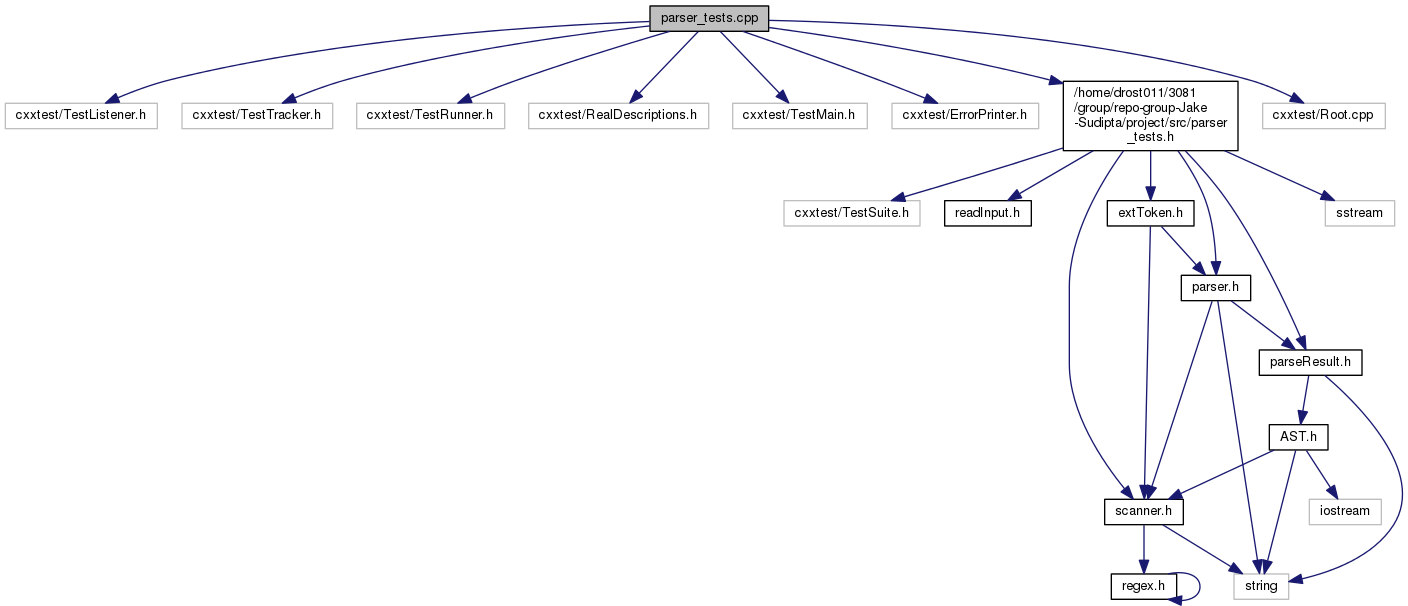 parser_tests.cpp
cxxtest/TestListener.h
cxxtest/TestTracker.h
cxxtest/TestRunner.h
cxxtest/RealDescriptions.h
cxxtest/TestMain.h
cxxtest/ErrorPrinter.h
/home/drost011/3081
/group/repo-group-Jake
-Sudipta/project/src/parser
_tests.h
cxxtest/Root.cpp
cxxtest/TestSuite.h
readInput.h
extToken.h
sstream
parser.h
parseResult.h
AST.h
scanner.h
iostream
regex.h
string